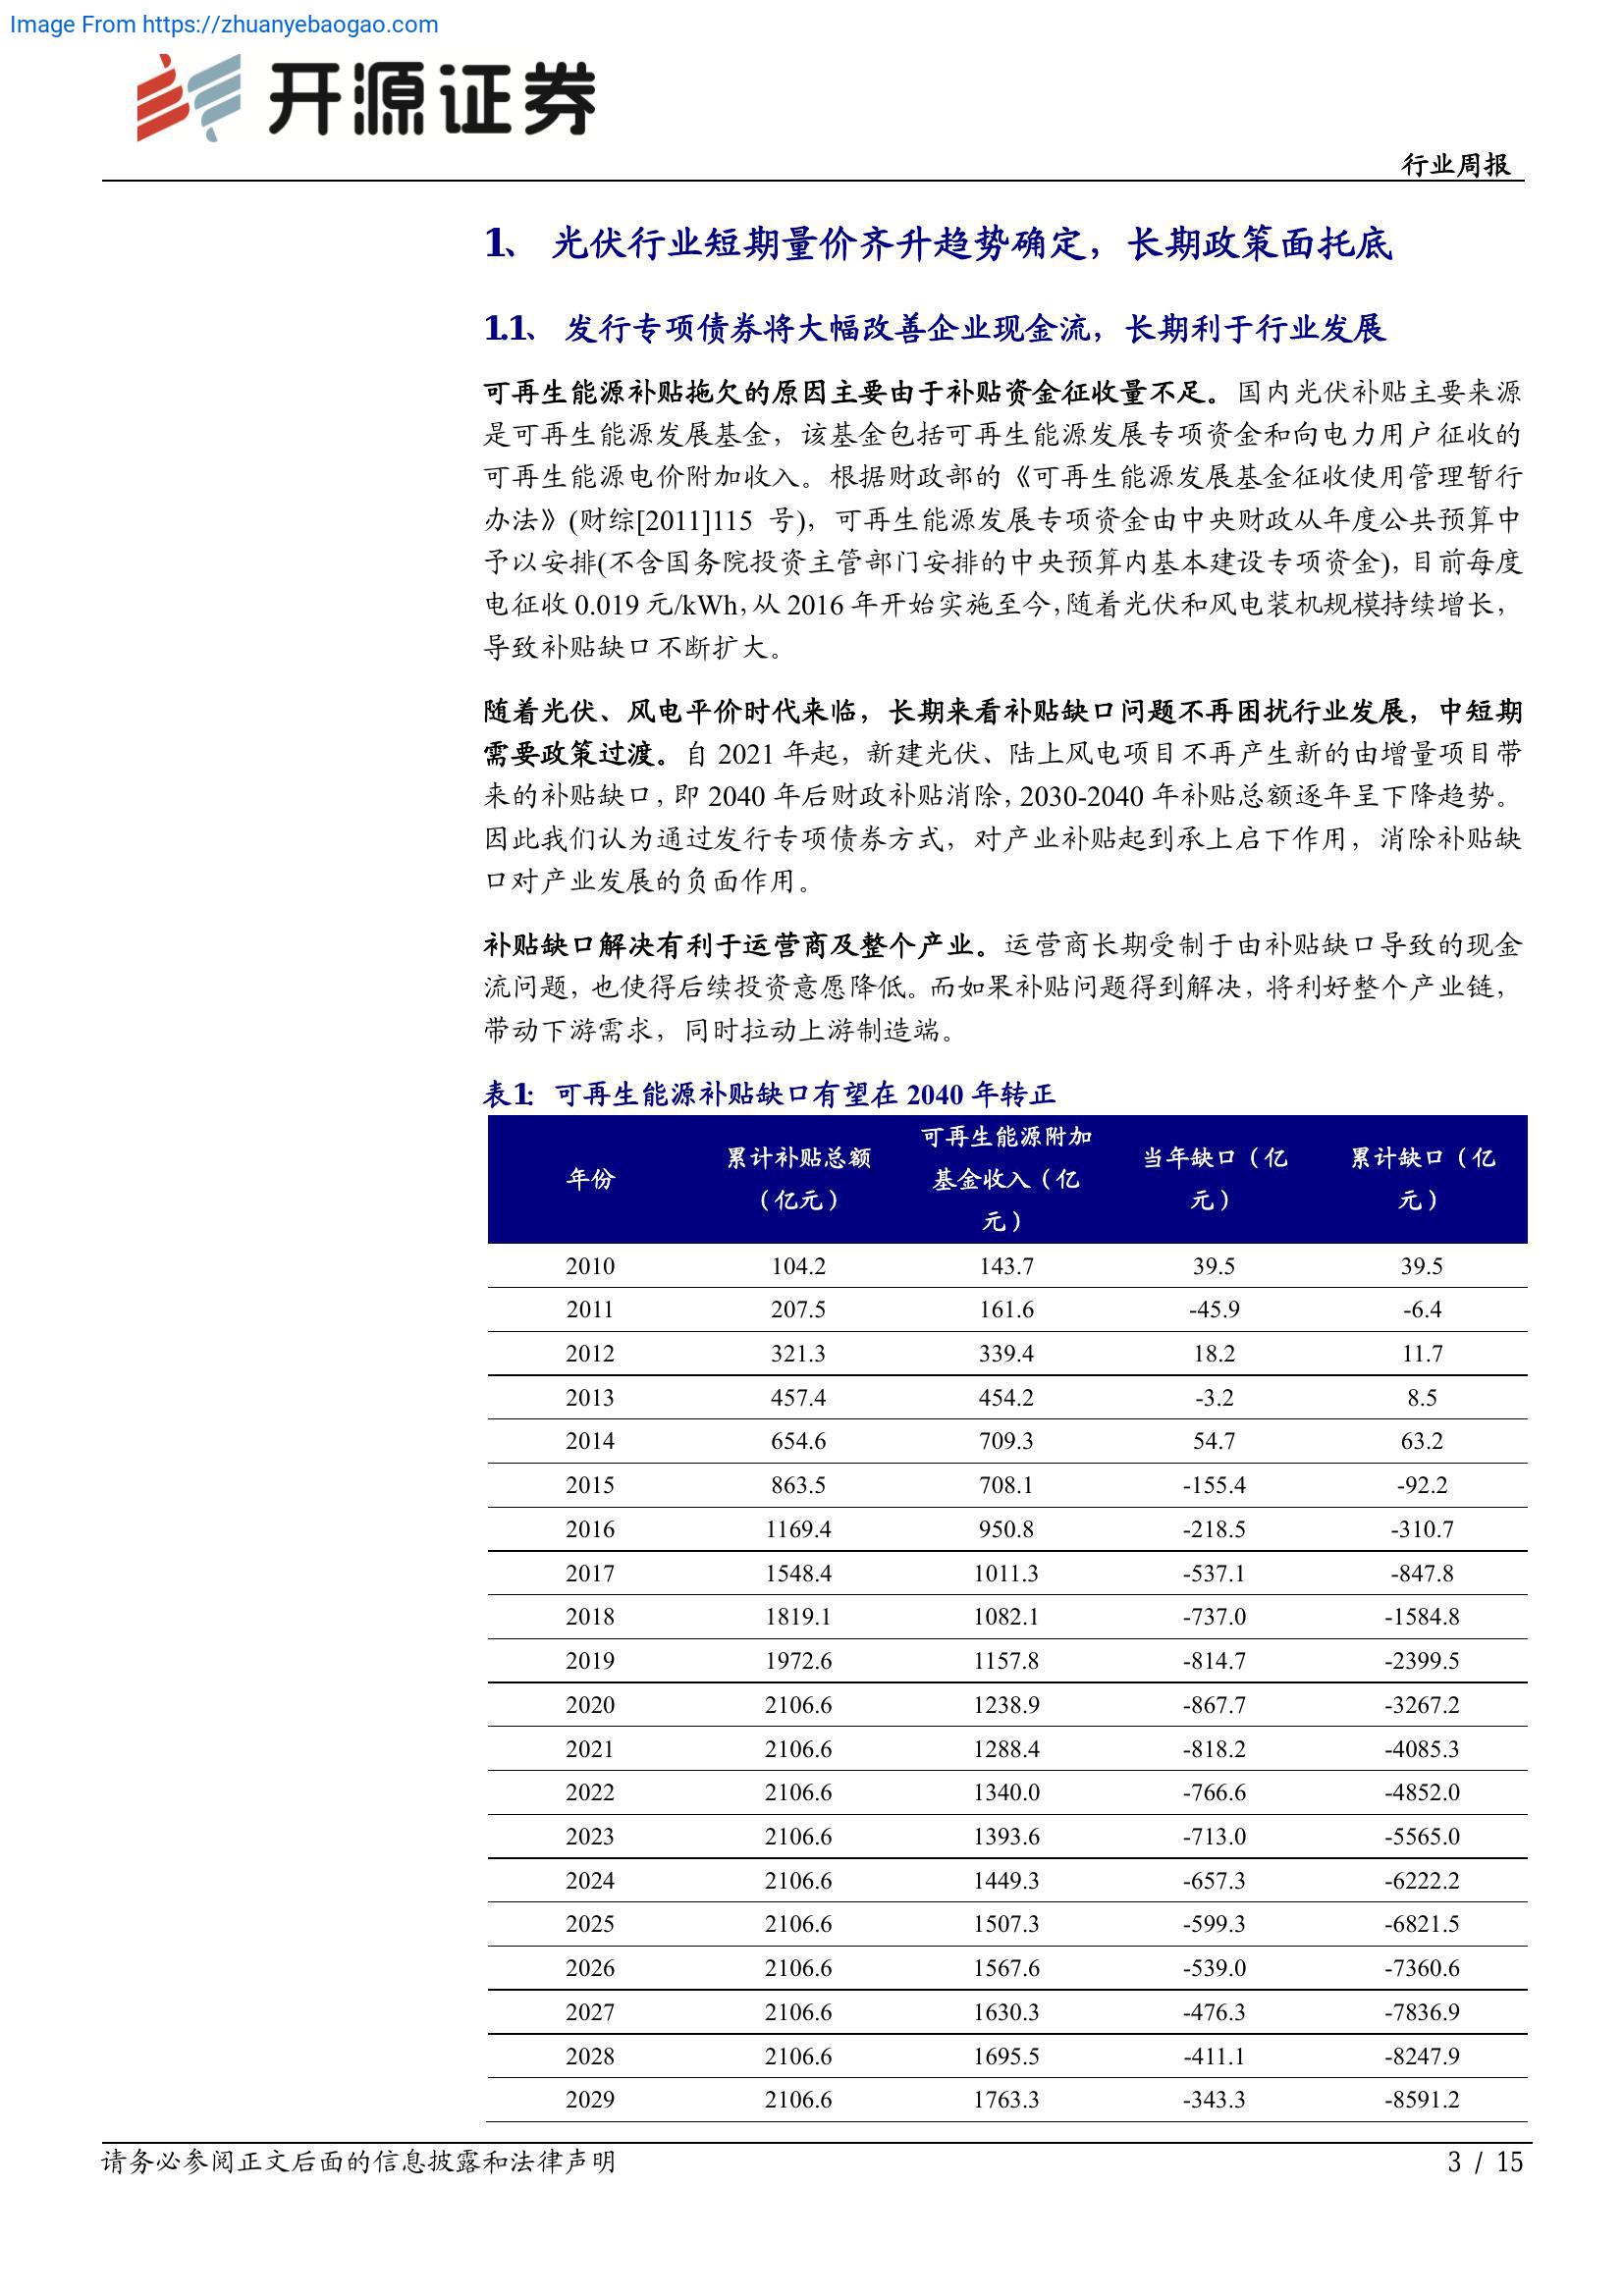 Image From https://zhuanyebaogao.com
开源证券
行业周报
1、 光伏行业短期量价齐升趋势确定，长期政策面托底
1.1、 发行专项债券将大幅改善企业现金流，长期利于行业发展
可再生能源补贴拖欠的原因主要由于补贴资金征收量不足。国内光伏补贴主要来源
是可再生能源发展基金，该基金包括可再生能源发展专项资金和向电力用户征收的
可再生能源电价附加收入。根据财政部的《可再生能源发展基金征收使用管理暂行
办法》(财综[2011]115 号)，可再生能源发展专项资金由中央财政从年度公共预算中
予以安排(不含国务院投资主管部门安排的中央预算内基本建设专项资金)，目前每度
电征收 0.019 元/kWh，从 2016 年开始实施至今，随着光伏和风电装机规模持续增长，
导致补贴缺口不断扩大。
随着光伏、风电平价时代来临，长期来看补贴缺口问题不再困扰行业发展，中短期
需要政策过渡。自 2021 年起，新建光伏、陆上风电项目不再产生新的由增量项目带
来的补贴缺口，即 2040 年后财政补贴消除，2030-2040 年补贴总额逐年呈下降趋势。
因此我们认为通过发行专项债券方式，对产业补贴起到承上启下作用，消除补贴缺
口对产业发展的负面作用。
补贴缺口解决有利于运营商及整个产业。运营商长期受制于由补贴缺口导致的现金
流问题，也使得后续投资意愿降低。而如果补贴问题得到解决，将利好整个产业链，
带动下游需求，同时拉动上游制造端。
表1： 可再生能源补贴缺口有望在 2040 年转正
年份 累计补贴总额（亿元） 可再生能源附加基金收入（亿元） 当年缺口（亿元） 累计缺口（亿元）
2010 104.2 143.7 39.5 39.5
2011 207.5 161.6 -45.9 -6.4
2012 321.3 339.4 18.2 11.7
2013 457.4 454.2 -3.2 8.5
2014 654.6 709.3 54.7 63.2
2015 863.5 708.1 -155.4 -92.2
2016 1169.4 950.8 -218.5 -310.7
2017 1548.4 1011.3 -537.1 -847.8
2018 1819.1 1082.1 -737.0 -1584.8
2019 1972.6 1157.8 -814.7 -2399.5
2020 2106.6 1238.9 -867.7 -3267.2
2021 2106.6 1288.4 -818.2 -4085.3
2022 2106.6 1340.0 -766.6 -4852.0
2023 2106.6 1393.6 -713.0 -5565.0
2024 2106.6 1449.3 -657.3 -6222.2
2025 2106.6 1507.3 -599.3 -6821.5
2026 2106.6 1567.6 -539.0 -7360.6
2027 2106.6 1630.3 -476.3 -7836.9
2028 2106.6 1695.5 -411.1 -8247.9
2029 2106.6 1763.3 -343.3 -8591.2
请务必参阅正文后面的信息披露和法律声明
3 / 15